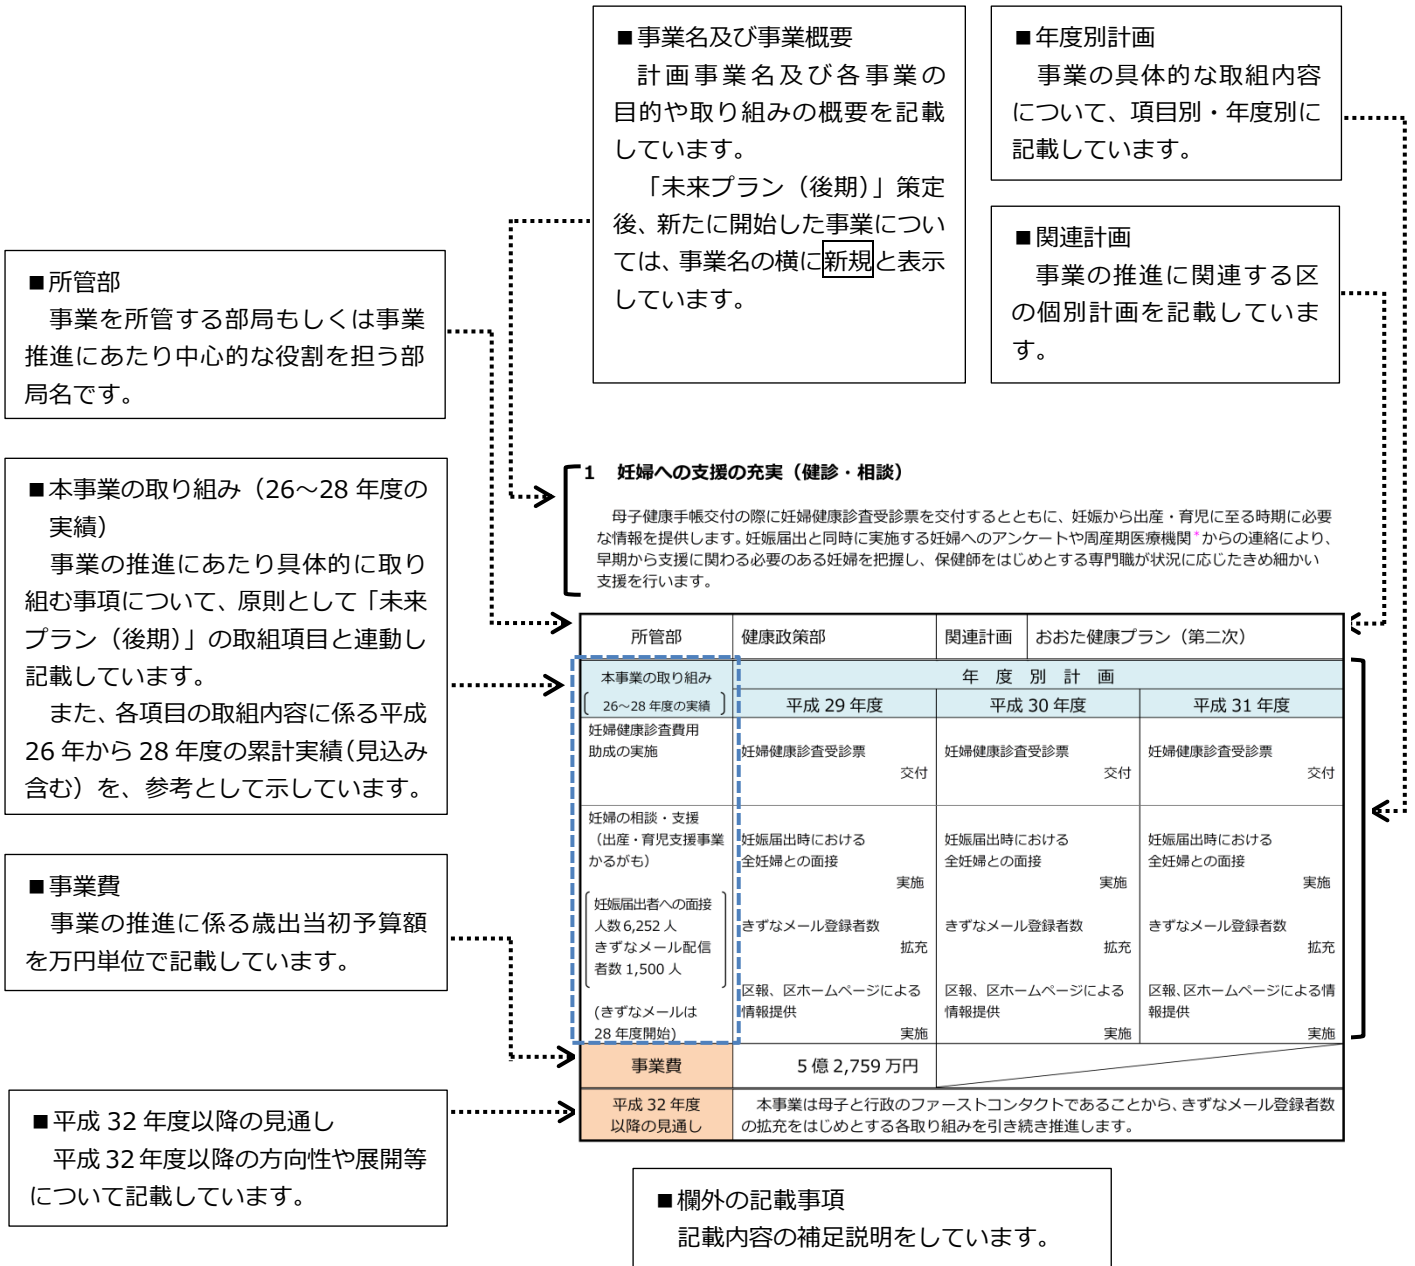 ■事業名及び事業概要
計画事業名及び各事業の
目的や取り組みの概要を記載
しています。
「未来プラン（後期）」策定
後、新たに開始した事業につい
ては、事業名の横に新規と表示
しています。
■年度別計画
事業の具体的な取組内容
について、項目別・年度別に
記載しています。
■関連計画
事業の推進に関連する区
の個別計画を記載していま
す。
■所管部
事業を所管する部局もしくは事業
推進にあたり中心的な役割を担う部
局名です。
■本事業の取り組み（26～28 年度の
実績）
事業の推進にあたり具体的に取り
組む事項について、原則として「未来
プラン（後期）」の取組項目と連動し
記載しています。
また、各項目の取組内容に係る平成
26 年から 28 年度の累計実績（見込み
含む）を、参考として示しています。
■事業費
事業の推進に係る歳出当初予算額
を万円単位で記載しています。
■平成 32 年度以降の見通し
平成 32 年度以降の方向性や展開等
について記載しています。
1 妊婦への支援の充実（健診・相談）
母子健康手帳交付の際に妊婦健康診査受診票を交付するとともに、妊娠から出産・育児に至る時期に必要
な情報を提供します。妊娠届出と同時に実施する妊婦へのアンケートや周産期医療機関*からの連絡により、
早期から支援に関わる必要のある妊婦を把握し、保健師をはじめとする専門職が状況に応じたきめ細かい
支援を行います。
所管部 健康政策部 関連計画 おおた健康プラン（第二次）
本事業の取り組み 年 度 別 計 画
26～28 年度の実績 平成 29 年度 平成 30 年度 平成 31 年度
妊婦健康診査費用
助成の実施 妊婦健康診査受診票 妊婦健康診査受診票 妊婦健康診査受診票
交付 交付 交付
妊婦の相談・支援
（出産・育児支援事業 妊娠届出時における 妊娠届出時における 妊娠届出時における
かるがも） 全妊婦との面接 全妊婦との面接 全妊婦との面接
実施 実施 実施
妊娠届出者への面接
人数 6,252 人 きずなメール登録者数 きずなメール登録者数 きずなメール登録者数
きずなメール配信 拡充 拡充 拡充
者数 1,500 人
区報、区ホームページによる 区報、区ホームページによる 区報、区ホームページによる情
(きずなメールは 情報提供 情報提供 報提供
28 年度開始) 実施 実施 実施
事業費 5 億 2,759 万円
平成 32 年度 本事業は母子と行政のファーストコンタクトであることから、きずなメール登録者数
以降の見通し の拡充をはじめとする各取り組みを引き続き推進します。
■欄外の記載事項
記載内容の補足説明をしています。